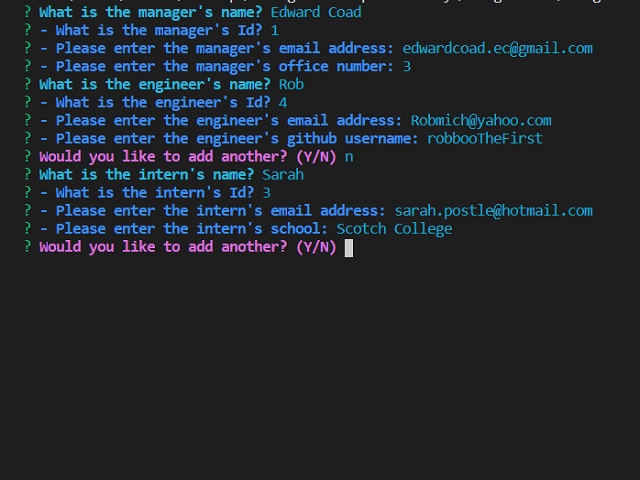 ? What is the manager's name? Edward Coad
? - What is the manager's Id? 1
? - Please enter the manager's email address: edwardcoad.ec@gmail.com
? - Please enter the manager's office number: 3
? What is the engineer's name? Rob
? - What is the engineer's Id? 4
? - Please enter the engineer's email address: Robmich@yahoo.com
? - Please enter the engineer's github username: robbooTheFirst
? Would you like to add another? (Y/N) n
? What is the intern's name? Sarah
? - What is the intern's Id? 3
? - Please enter the intern's email address: sarah.postle@hotmail.com
? - Please enter the intern's school: Scotch College
? Would you like to add another? (Y/N)